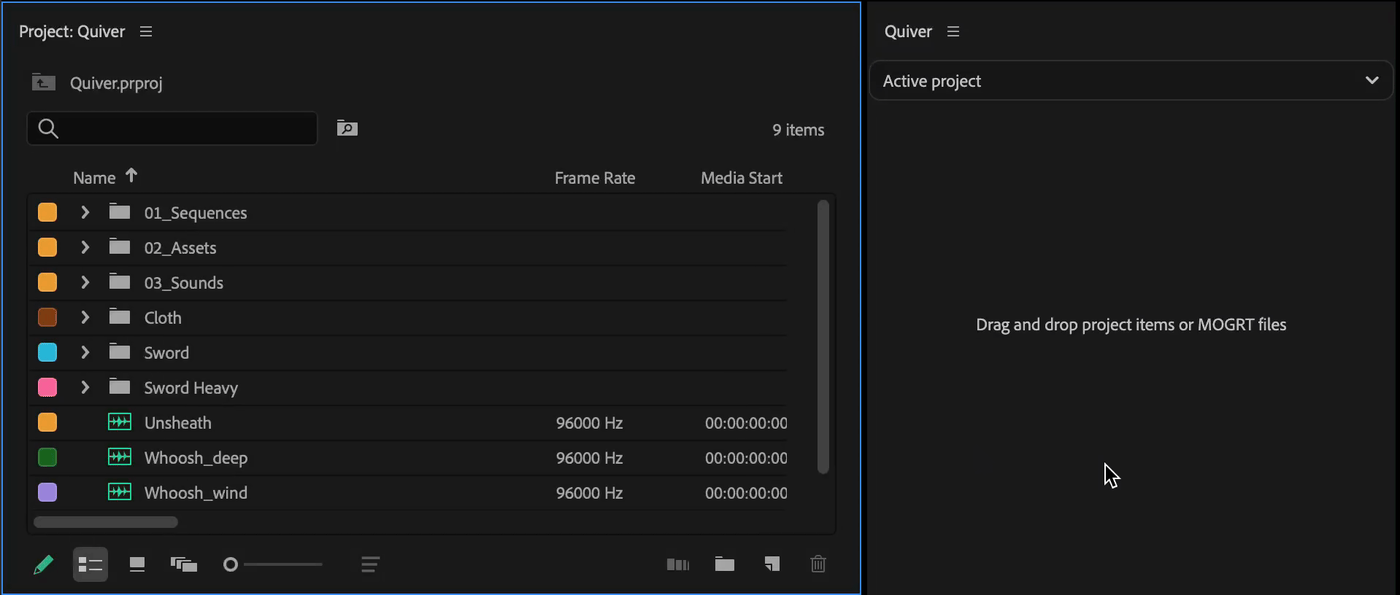 Project: Quiver
Quiver.prproj
9 items
Name Frame Rate Media Start
01_Sequences
02_Assets
03_Sounds
Cloth
Sword
Sword Heavy
Unsheath 96000 Hz 00:00:00:00
Whoosh_deep 96000 Hz 00:00:00:00
Whoosh_wind 96000 Hz 00:00:00:00
Quiver
Active project
Drag and drop project items or MOGRT files